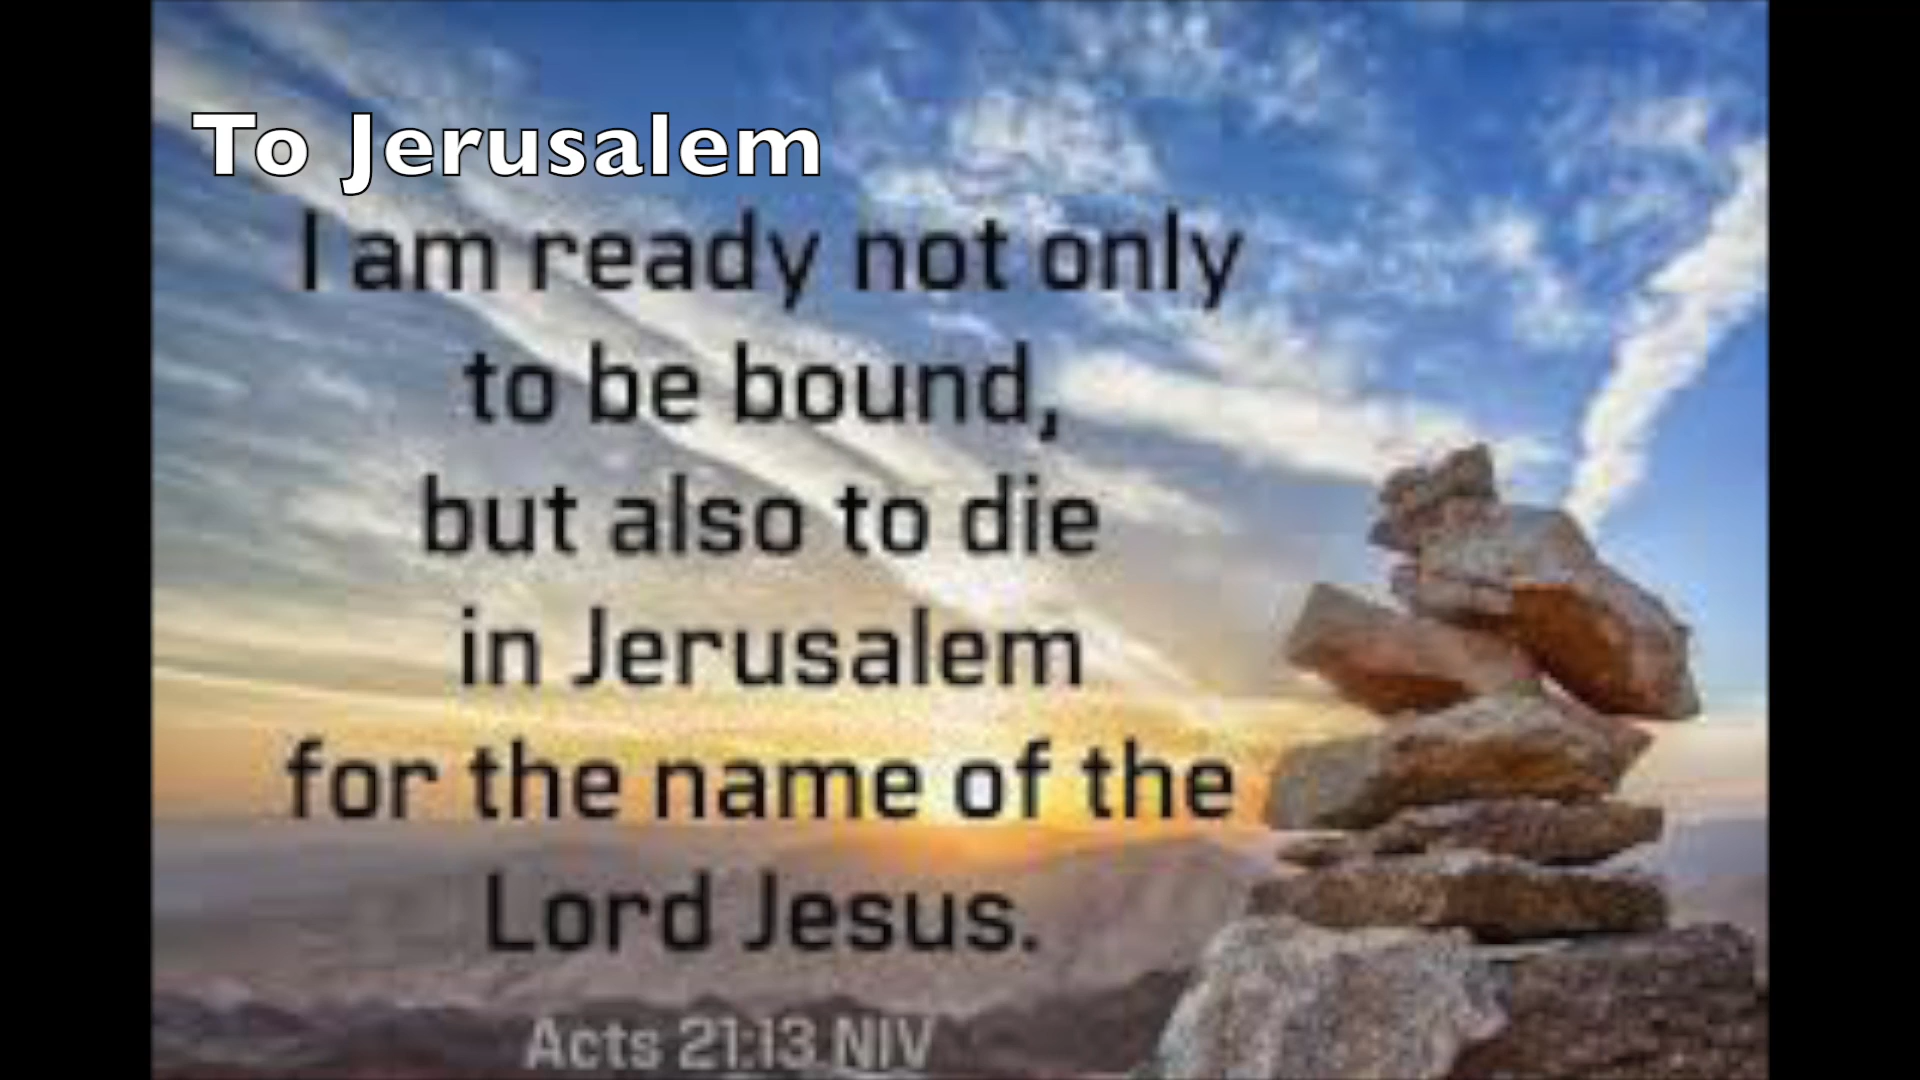 To Jerusalem
I am ready not only
to be bound,
but also to die
in Jerusalem
for the name of the
Lord Jesus.
Acts 21:13 NIV